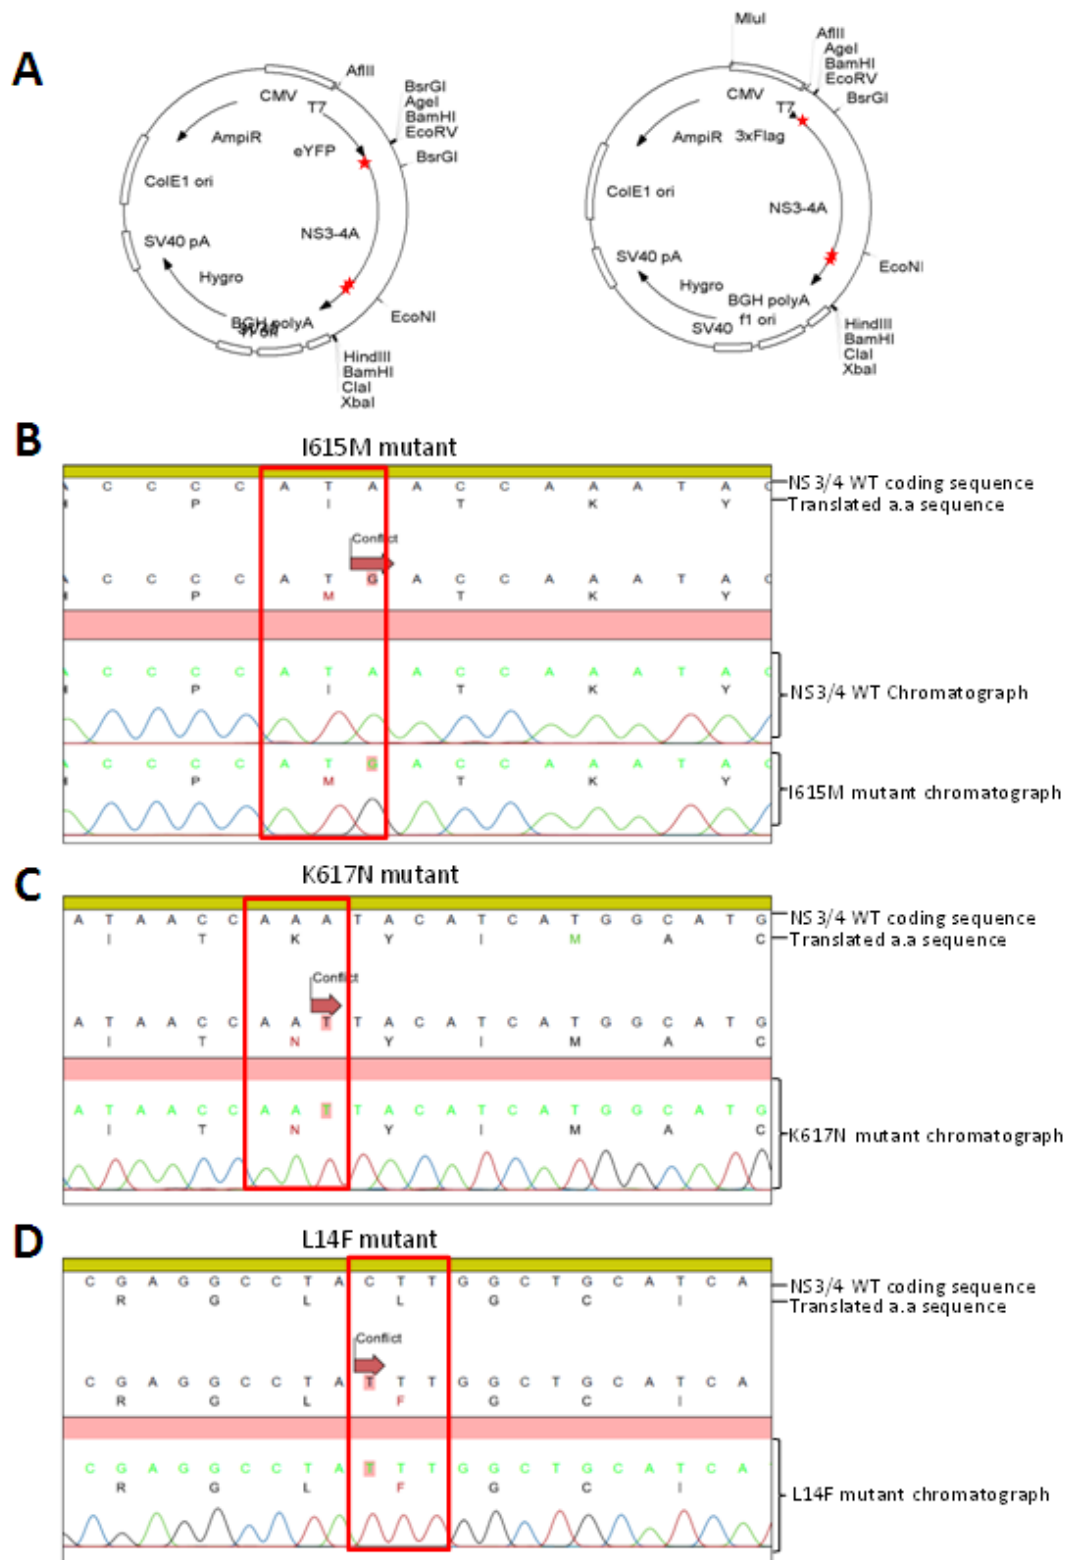 A
AflII
BsrGI
AgeI
BamHI
EcoRV
BsrGI
CMV
T7
AmpiR
eYFP
ColE1 ori
NS3-4A
SV40 pA
Hygro
BGH polyA
EcoNI
HindIII
BamHI
ClaI
XbaI
MluI
AflII
AgeI
BamHI
EcoRV
BsrGI
CMV
T7
AmpiR
3xFlag
ColE1 ori
NS3-4A
SV40 pA
Hygro
BGH polyA
f1 ori
SV40
EcoNI
HindIII
BamHI
ClaI
XbaI
B
I615M mutant
A C C C C A T A A C C A A A T A C
NS3/4 WT coding sequence
H P I T K Y
Translated a.a sequence
Conflict
A C C C C A T G A C C A A A T A C
H P M T K Y
A C C C C A T A A C C A A A T A C
H P I T K Y
NS3/4 WT Chromatograph
A C C C C A T G A C C A A A T A C
H P M T K Y
I615M mutant chromatograph
C
K617N mutant
A T A A C C A A A T A C A T C A T G G C A T G
NS3/4 WT coding sequence
I T K Y I M A C
Translated a.a sequence
Conflict
A T A A C C A A T T A C A T C A T G G C A T G
I T N Y I M A C
A T A A C C A A T T A C A T C A T G G C A T G
I T N Y I M A C
K617N mutant chromatograph
D
L14F mutant
C G A G G C C T A C T T G G C T G C A T C A
NS3/4 WT coding sequence
R G L L G C I
Translated a.a sequence
Conflict
C G A G G C C T A T T T G G C T G C A T C A
R G L F G C I
C G A G G C C T A T T T G G C T G C A T C A
R G L F G C I
L14F mutant chromatograph